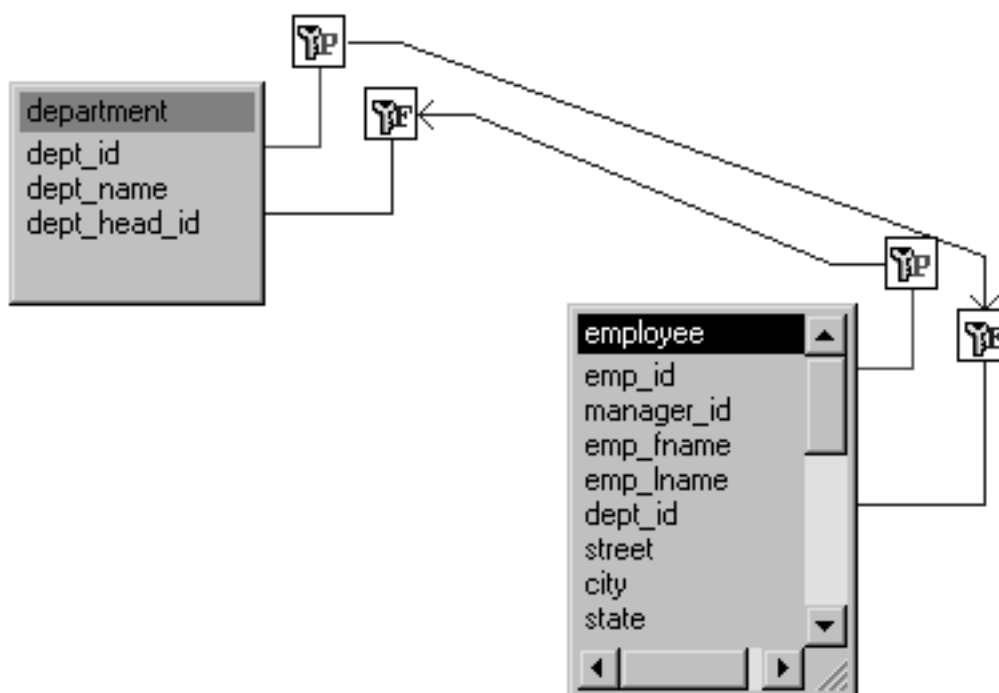 P
department
F
dept_id
dept_name
dept_head_id
P
employee
F
emp_id
manager_id
emp_fname
emp_lname
dept_id
street
city
state